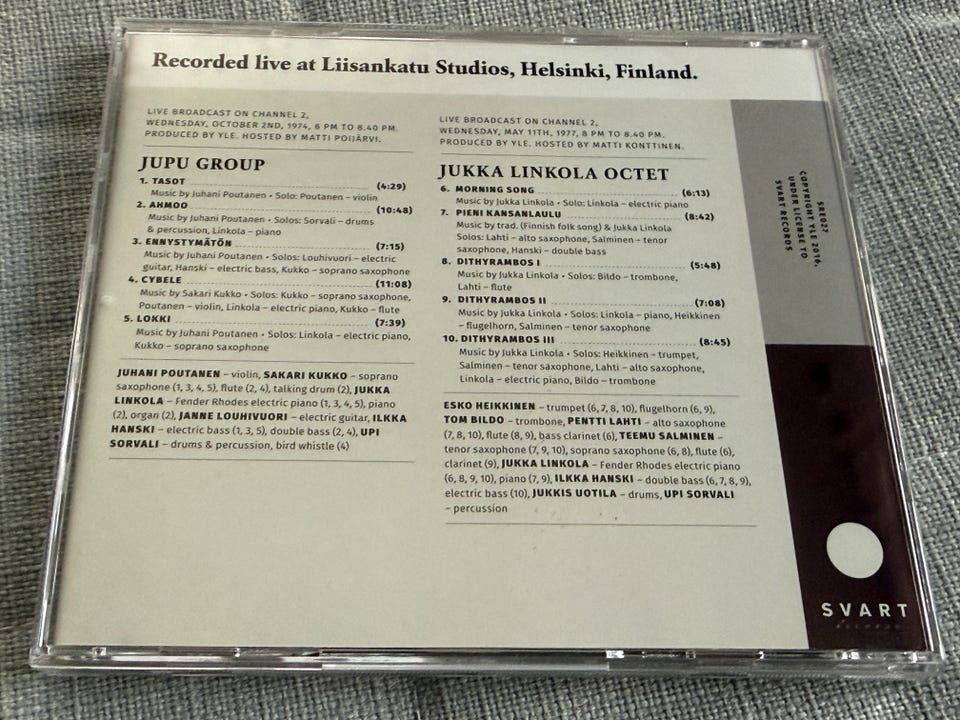 Recorded live at Liisankatu Studios, Helsinki, Finland.
LIVE BROADCAST ON CHANNEL 2,
WEDNESDAY, OCTOBER 2ND, 1974, 8 PM TO 8.40 PM.
PRODUCED BY YLE. HOSTED BY MATTI POIJÄRVI.
JUPU GROUP
1. TASOT (4:29)
Music by Juhani Poutanen • Solo: Poutanen – violin
2. AHMOO (10:48)
Music by Juhani Poutanen • Solos: Sorvali – drums
& percussion, Linkola – piano
3. ENNYSTYMÄTÖN (7:15)
Music by Juhani Poutanen • Solos: Louhivuori – electric
guitar, Hanski – electric bass, Kukko – soprano saxophone
4. CYBELE (11:08)
Music by Sakari Kukko • Solos: Kukko – soprano saxophone,
Poutanen – violin, Linkola – electric piano, Kukko – flute
5. LOKKI (7:39)
Music by Juhani Poutanen • Solos: Linkola – electric piano,
Kukko – soprano saxophone
JUHANI POUTANEN – violin, SAKARI KUKKO – soprano
saxophone (1, 3, 4, 5), flute (2, 4), talking drum (2), JUKKA
LINKOLA – Fender Rhodes electric piano (1, 3, 4, 5), piano
(2), organ (2), JANNE LOUHIVUORI – electric guitar, ILKKA
HANSKI – electric bass (1, 3, 5), double bass (2, 4), UPI
SORVALI – drums & percussion, bird whistle (4)
LIVE BROADCAST ON CHANNEL 2,
WEDNESDAY, MAY 11TH, 1977, 8 PM TO 8.40 PM.
PRODUCED BY YLE. HOSTED BY MATTI KONTTINEN.
JUKKA LINKOLA OCTET
6. MORNING SONG (6:13)
Music by Jukka Linkola • Solo: Linkola – electric piano
7. PIENI KANSANLAULU (8:42)
Music by trad. (Finnish folk song) & Jukka Linkola
Solos: Lahti – alto saxophone, Salminen – tenor
saxophone, Hanski – double bass
8. DITHYRAMBOS I (5:48)
Music by Jukka Linkola • Solos: Bildo – trombone,
Lahti – flute
9. DITHYRAMBOS II (7:08)
Music by Jukka Linkola • Solos: Linkola – piano, Heikkinen
– flugelhorn, Salminen – tenor saxophone
10. DITHYRAMBOS III (8:45)
Music by Jukka Linkola • Solos: Heikkinen – trumpet,
Salminen – tenor saxophone, Lahti – alto saxophone,
Linkola – electric piano, Bildo – trombone
ESKO HEIKKINEN – trumpet (6, 7, 8, 10), flugelhorn (6, 9),
TOM BILDO – trombone, PENTTI LAHTI – alto saxophone
(7, 8, 10), flute (8, 9), bass clarinet (6), TEEMU SALMINEN –
tenor saxophone (7, 9, 10), soprano saxophone (6, 8), flute (6),
clarinet (9), JUKKA LINKOLA – Fender Rhodes electric piano
(6, 8, 9, 10), piano (7, 9), ILKKA HANSKI – double bass (6, 7, 8, 9),
electric bass (10), JUKKIS UOTILA – drums, UPI SORVALI
– percussion
SRE027
COPYRIGHT YLE 2016.
UNDER LICENSE TO
SVART RECORDS
SVART
RECORDS